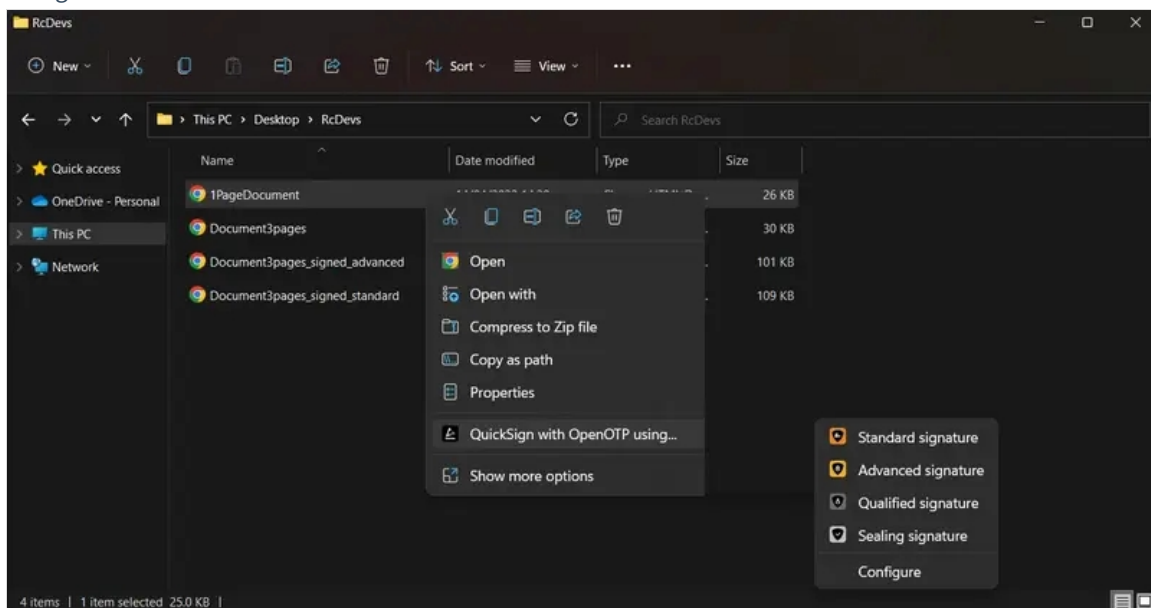 RcDevs
New
Sort
View
This PC > Desktop > RcDevs
Search RcDevs
Quick access
OneDrive - Personal
This PC
Network
Name Date modified Type Size
1PageDocument 26 KB
Document3pages 30 KB
Document3pages_signed_advanced 101 KB
Document3pages_signed_standard 109 KB
Open
Open with
Compress to Zip file
Copy as path
Properties
QuickSign with OpenOTP using...
Show more options
Standard signature
Advanced signature
Qualified signature
Sealing signature
Configure
4 items | 1 item selected 25.0 KB |